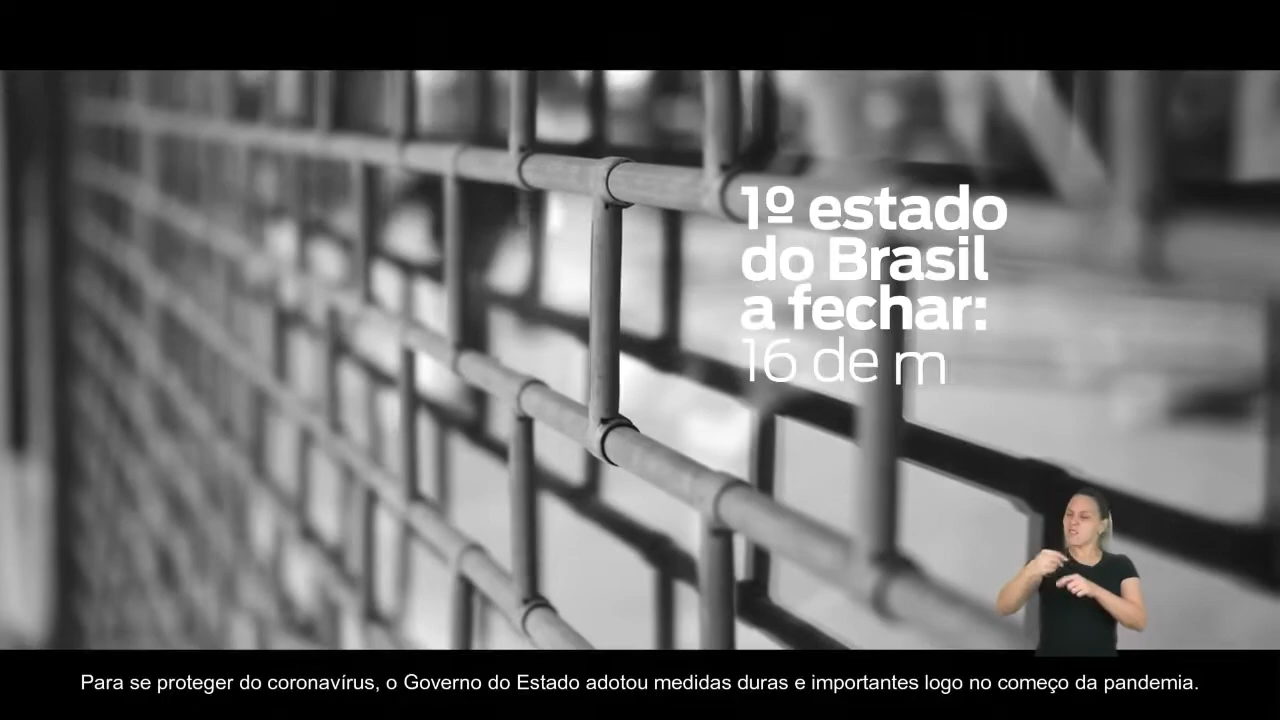 1º estado
do Brasil
a fechar:
16 de m
Para se proteger do coronavírus, o Governo do Estado adotou medidas duras e importantes logo no começo da pandemia.